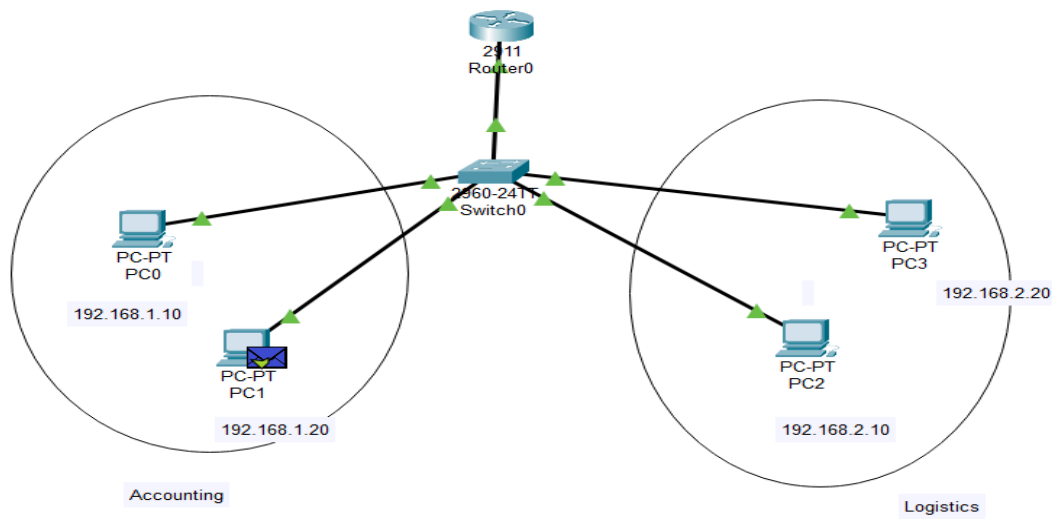 2911
Router0
2960-24TT
Switch0
PC-PT
PC0
192.168.1.10
PC-PT
PC1
192.168.1.20
Accounting
PC-PT
PC3
192.168.2.20
PC-PT
PC2
192.168.2.10
Logistics